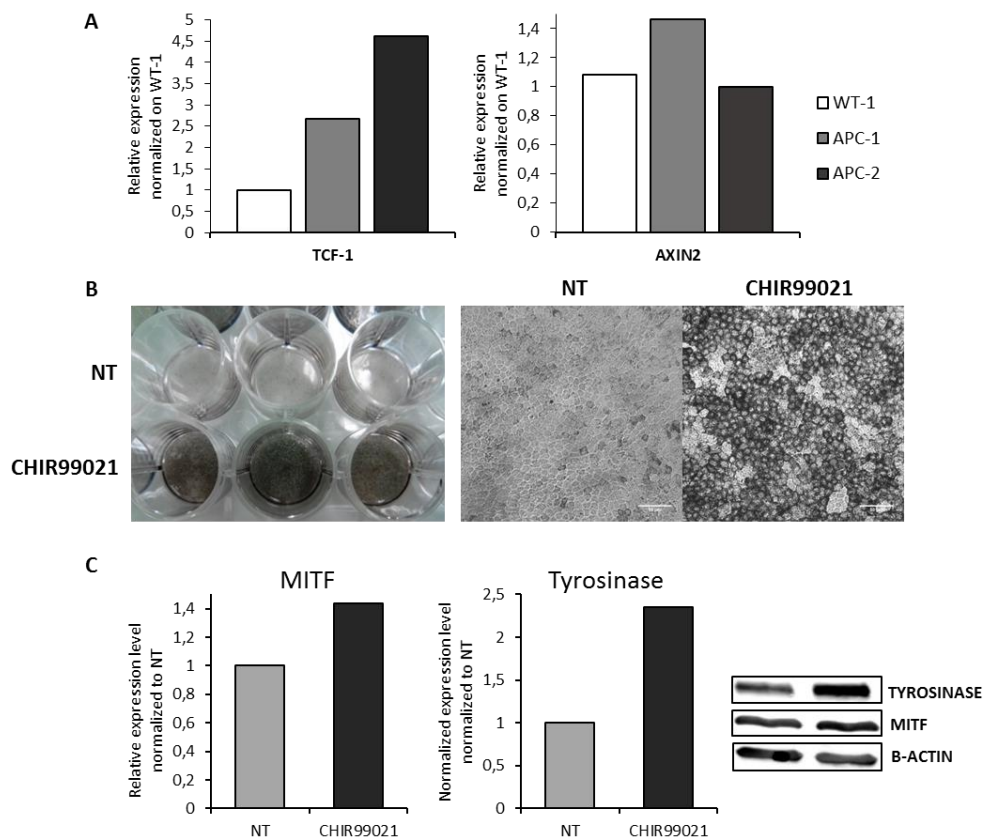 A
Relative expression
normalized on WT-1
5
4,5
4
3,5
3
2,5
2
1,5
1
0,5
0
TCF-1
Relative expression
normalized on WT-1
1,4
1,2
1
0,8
0,6
0,4
0,2
0
AXIN2
WT-1
APC-1
APC-2
B
NT
CHIR99021
NT
CHIR99021
C
MITF
Relative expression level
normalized to NT
1,4
1,2
1
0,8
0,6
0,4
0,2
0
NT
CHIR99021
Tyrosinase
Normalized expression level
normalized to NT
2,5
2
1,5
1
0,5
0
NT
CHIR99021
TYROSINASE
MITF
B-ACTIN